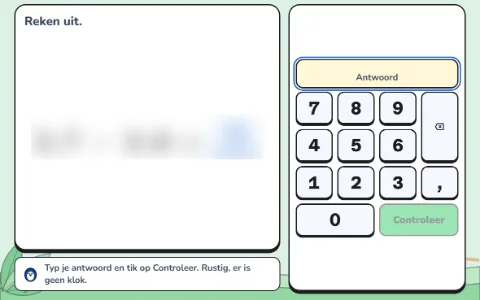 Reken uit.
Antwoord
7 8 9
4 5 6
1 2 3 ,
0 Controleer
Typ je antwoord en tik op Controleer. Rustig, er is
geen klok.